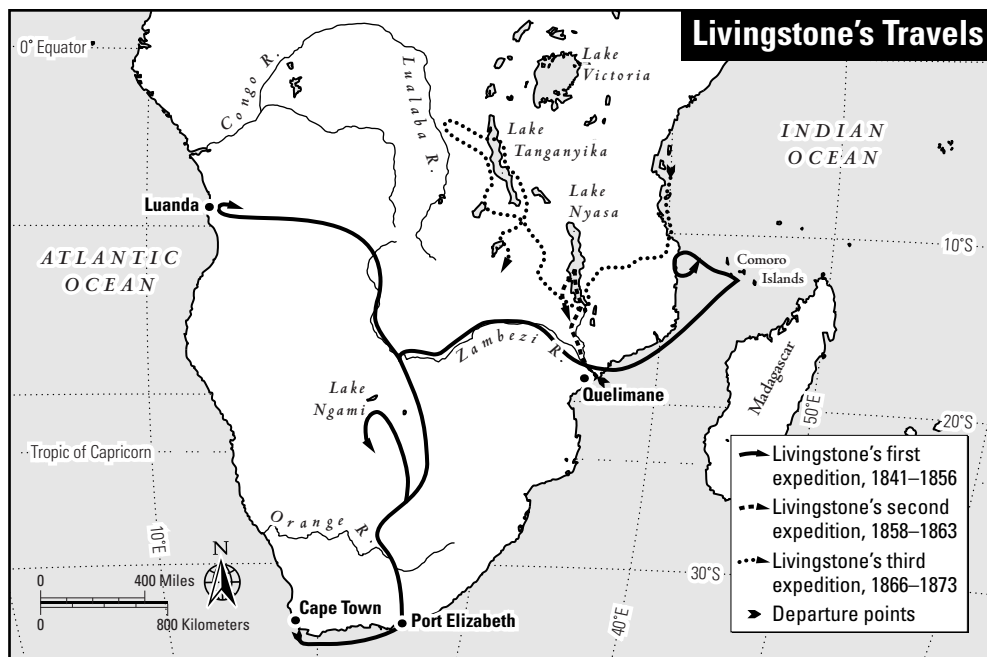 Livingstone's Travels
0° Equator
Congo R.
Lualaba R.
Lake
Victoria
Lake
Tanganyika
INDIAN
OCEAN
Lake
Nyasa
Luanda
ATLANTIC
OCEAN
10°S
Comoro
Islands
Zambezi R.
Lake
Ngami
Quelimane
Madagascar
50°E
20°S
Tropic of Capricorn
Livingstone's first
expedition, 1841–1856
Livingstone's second
expedition, 1858–1863
Livingstone's third
expedition, 1866–1873
Departure points
Orange R.
10°E
N
30°S
40°E
0
400 Miles
0
800 Kilometers
Cape Town
Port Elizabeth